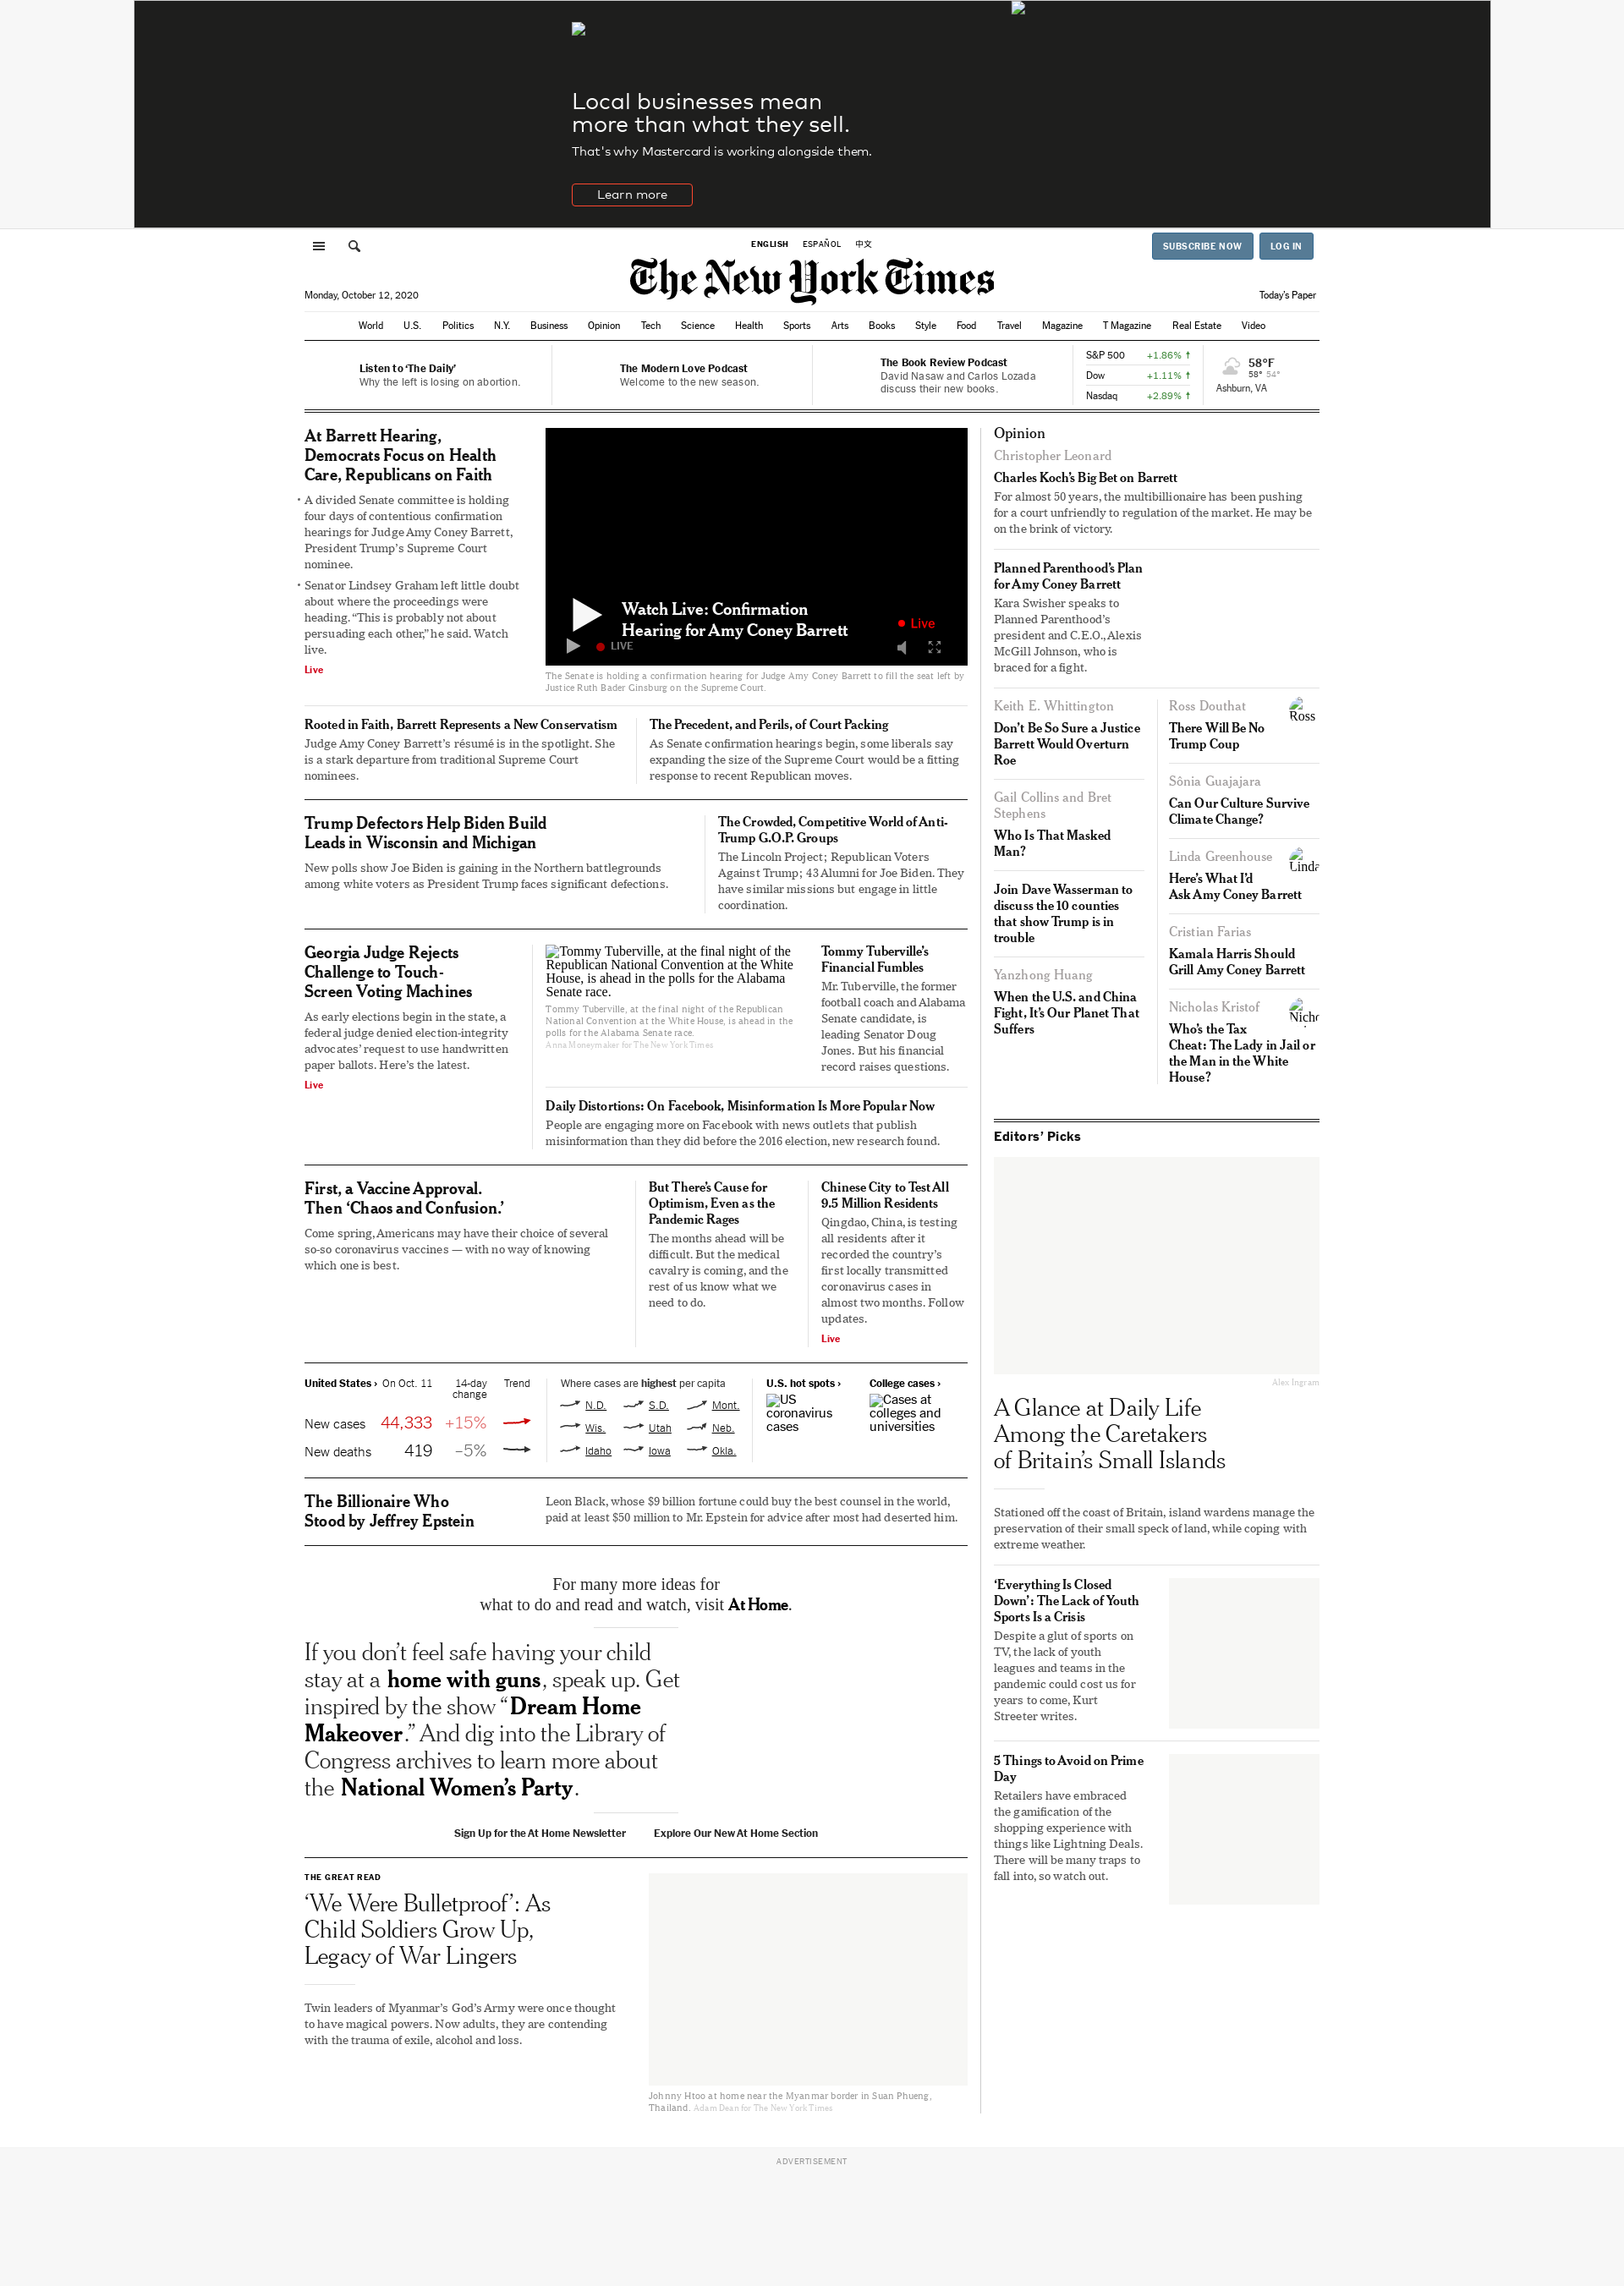 Local businesses mean
more than what they sell.
That's why Mastercard is working alongside them.
Learn more
ENGLISH ESPAÑOL 中文
SUBSCRIBE NOW LOG IN
The New York Times
Monday, October 12, 2020
Today's Paper
World U.S. Politics N.Y. Business Opinion Tech Science Health Sports Arts Books Style Food Travel Magazine T Magazine Real Estate Video
Listen to ‘The Daily’
Why the left is losing on abortion.
The Modern Love Podcast
Welcome to the new season.
The Book Review Podcast
David Nasaw and Carlos Lozada
discuss their new books.
S&P 500 +1.86%
Dow +1.11%
Nasdaq +2.89%
58°F
58° 54°
Ashburn, VA
At Barrett Hearing,
Democrats Focus on Health
Care, Republicans on Faith
• A divided Senate committee is holding
four days of contentious confirmation
hearings for Judge Amy Coney Barrett,
President Trump’s Supreme Court
nominee.
• Senator Lindsey Graham left little doubt
about where the proceedings were
heading. “This is probably not about
persuading each other,” he said. Watch
live.
Live
Watch Live: Confirmation
Hearing for Amy Coney Barrett
Live
LIVE
The Senate is holding a confirmation hearing for Judge Amy Coney Barrett to fill the seat left by
Justice Ruth Bader Ginsburg on the Supreme Court.
Rooted in Faith, Barrett Represents a New Conservatism
Judge Amy Coney Barrett’s résumé is in the spotlight. She
is a stark departure from traditional Supreme Court
nominees.
The Precedent, and Perils, of Court Packing
As Senate confirmation hearings begin, some liberals say
expanding the size of the Supreme Court would be a fitting
response to recent Republican moves.
Trump Defectors Help Biden Build
Leads in Wisconsin and Michigan
New polls show Joe Biden is gaining in the Northern battlegrounds
among white voters as President Trump faces significant defections.
The Crowded, Competitive World of Anti-
Trump G.O.P. Groups
The Lincoln Project; Republican Voters
Against Trump; 43 Alumni for Joe Biden. They
have similar missions but engage in little
coordination.
Georgia Judge Rejects
Challenge to Touch-
Screen Voting Machines
As early elections begin in the state, a
federal judge denied election-integrity
advocates’ request to use handwritten
paper ballots. Here’s the latest.
Live
Tommy Tuberville, at the final night of the
Republican National Convention at the White
House, is ahead in the polls for the Alabama
Senate race.
Tommy Tuberville, at the final night of the Republican
National Convention at the White House, is ahead in the
polls for the Alabama Senate race.
Anna Moneymaker for The New York Times
Tommy Tuberville’s
Financial Fumbles
Mr. Tuberville, the former
football coach and Alabama
Senate candidate, is
leading Senator Doug
Jones. But his financial
record raises questions.
Daily Distortions: On Facebook, Misinformation Is More Popular Now
People are engaging more on Facebook with news outlets that publish
misinformation than they did before the 2016 election, new research found.
First, a Vaccine Approval.
Then ‘Chaos and Confusion.’
Come spring, Americans may have their choice of several
so-so coronavirus vaccines — with no way of knowing
which one is best.
But There’s Cause for
Optimism, Even as the
Pandemic Rages
The months ahead will be
difficult. But the medical
cavalry is coming, and the
rest of us know what we
need to do.
Chinese City to Test All
9.5 Million Residents
Qingdao, China, is testing
all residents after it
recorded the country’s
first locally transmitted
coronavirus cases in
almost two months. Follow
updates.
Live
United States › On Oct. 11 14-day
change Trend
New cases 44,333 +15%
New deaths 419 –5%
Where cases are highest per capita
N.D. S.D. Mont.
Wis. Utah Neb.
Idaho Iowa Okla.
U.S. hot spots ›
US
coronavirus
cases
College cases ›
Cases at
colleges and
universities
The Billionaire Who
Stood by Jeffrey Epstein
Leon Black, whose $9 billion fortune could buy the best counsel in the world,
paid at least $50 million to Mr. Epstein for advice after most had deserted him.
For many more ideas for
what to do and read and watch, visit At Home.
If you don’t feel safe having your child
stay at a home with guns, speak up. Get
inspired by the show “Dream Home
Makeover.” And dig into the Library of
Congress archives to learn more about
the National Women’s Party.
Sign Up for the At Home Newsletter Explore Our New At Home Section
THE GREAT READ
‘We Were Bulletproof’: As
Child Soldiers Grow Up,
Legacy of War Lingers
Twin leaders of Myanmar’s God’s Army were once thought
to have magical powers. Now adults, they are contending
with the trauma of exile, alcohol and loss.
Johnny Htoo at home near the Myanmar border in Suan Phueng,
Thailand. Adam Dean for The New York Times
Opinion
Christopher Leonard
Charles Koch’s Big Bet on Barrett
For almost 50 years, the multibillionaire has been pushing
for a court unfriendly to regulation of the market. He may be
on the brink of victory.
Planned Parenthood’s Plan
for Amy Coney Barrett
Kara Swisher speaks to
Planned Parenthood’s
president and C.E.O., Alexis
McGill Johnson, who is
braced for a fight.
Keith E. Whittington
Don’t Be So Sure a Justice
Barrett Would Overturn
Roe
Gail Collins and Bret
Stephens
Who Is That Masked
Man?
Join Dave Wasserman to
discuss the 10 counties
that show Trump is in
trouble
Yanzhong Huang
When the U.S. and China
Fight, It’s Our Planet That
Suffers
Ross Douthat
Ross
There Will Be No
Trump Coup
Sônia Guajajara
Can Our Culture Survive
Climate Change?
Linda Greenhouse
Linda
Here’s What I’d
Ask Amy Coney Barrett
Cristian Farias
Kamala Harris Should
Grill Amy Coney Barrett
Nicholas Kristof
Who’s the Tax
Cheat: The Lady in Jail or
the Man in the White
House?
Editors’ Picks
Alex Ingram
A Glance at Daily Life
Among the Caretakers
of Britain’s Small Islands
Stationed off the coast of Britain, island wardens manage the
preservation of their small speck of land, while coping with
extreme weather.
‘Everything Is Closed
Down’: The Lack of Youth
Sports Is a Crisis
Despite a glut of sports on
TV, the lack of youth
leagues and teams in the
pandemic could cost us for
years to come, Kurt
Streeter writes.
5 Things to Avoid on Prime
Day
Retailers have embraced
the gamification of the
shopping experience with
things like Lightning Deals.
There will be many traps to
fall into, so watch out.
ADVERTISEMENT